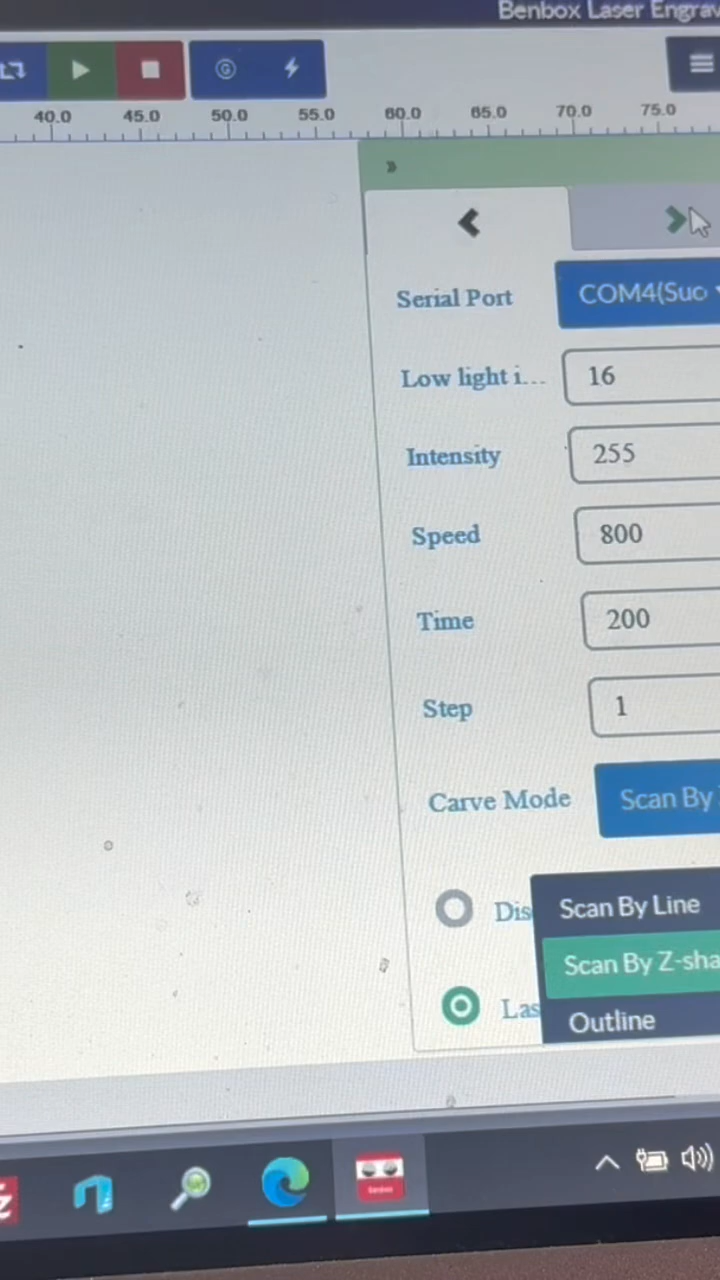 Benbox Laser Engrav
40.0 45.0 50.0 55.0 60.0 65.0 70.0 75.0
Serial Port COM4(Suc
Low light i... 16
Intensity 255
Speed 800
Time 200
Step 1
Carve Mode Scan By
Dis Scan By Line
Scan By Z-sha
Las Outline
Benbox